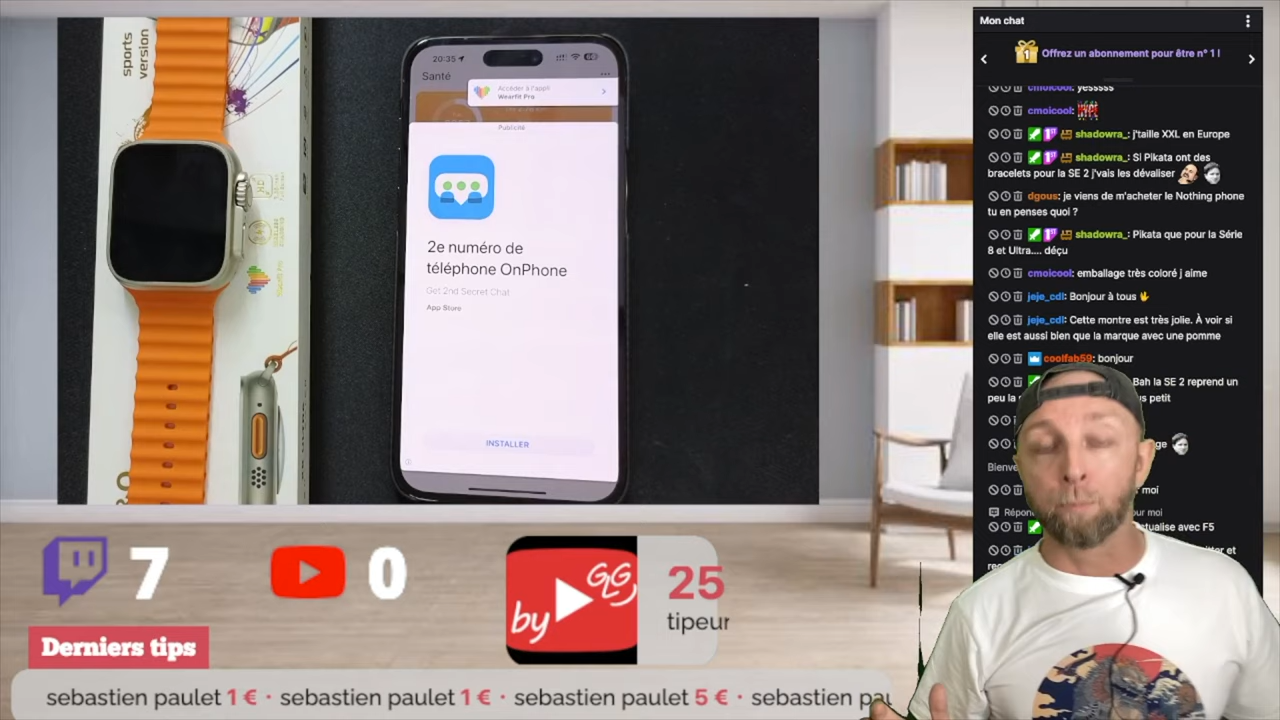 sports
version
20:35
Santé
Accéder à l'appli
Wearfit Pro
Publicité
2e numéro de
téléphone OnPhone
Get 2nd Secret Chat
App Store
INSTALLER
Mon chat
1
Offrez un abonnement pour être n° 1 !
cmoicool: yesssss
cmoicool:
shadowra_: j'taille XXL en Europe
shadowra_: Si Pikata ont des
bracelets pour la SE 2 j'vais les dévaliser
dgous: je viens de m'acheter le Nothing phone
tu en penses quoi ?
shadowra_: Pikata que pour la Série
8 et Ultra.... déçu
cmoicool: emballage très coloré j aime
jeje_cdl: Bonjour à tous
jeje_cdl: Cette montre est très jolie. À voir si
elle est aussi bien que la marque avec une pomme
coolfab59: bonjour
Bah la SE 2 reprend un
peu la
petit
moi
moi
avec F5
7
0
by GLG
25
tipeur
Derniers tips
sebastien paulet 1 € · sebastien paulet 1 € · sebastien paulet 5 € · sebastien